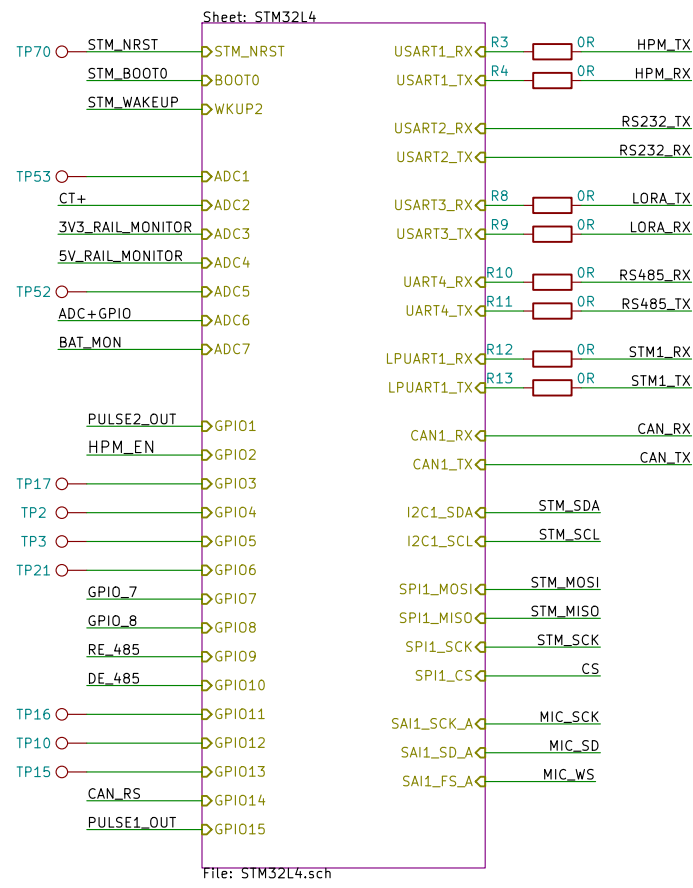 Sheet: STM32L4
TP70 STM_NRST STM_NRST USART1_RX R3 0R HPM_TX
STM_BOOT0 BOOT0 USART1_TX R4 0R HPM_RX
STM_WAKEUP WKUP2
USART2_RX RS232_TX
USART2_TX RS232_RX
TP53 ADC1
CT+ ADC2 USART3_RX R8 0R LORA_TX
3V3_RAIL_MONITOR ADC3 USART3_TX R9 0R LORA_RX
5V_RAIL_MONITOR ADC4
TP52 ADC5 UART4_RX R10 0R RS485_RX
ADC+GPIO ADC6 UART4_TX R11 0R RS485_TX
BAT_MON ADC7
LPUART1_RX R12 0R STM1_RX
LPUART1_TX R13 0R STM1_TX
PULSE2_OUT GPIO1 CAN1_RX CAN_RX
HPM_EN GPIO2 CAN1_TX CAN_TX
TP17 GPIO3
TP2 GPIO4 I2C1_SDA STM_SDA
TP3 GPIO5 I2C1_SCL STM_SCL
TP21 GPIO6
GPIO_7 GPIO7 SPI1_MOSI STM_MOSI
GPIO_8 GPIO8 SPI1_MISO STM_MISO
RE_485 GPIO9 SPI1_SCK STM_SCK
DE_485 GPIO10 SPI1_CS CS
TP16 GPIO11 SAI1_SCK_A MIC_SCK
TP10 GPIO12 SAI1_SD_A MIC_SD
TP15 GPIO13 SAI1_FS_A MIC_WS
CAN_RS GPIO14
PULSE1_OUT GPIO15
File: STM32L4.sch